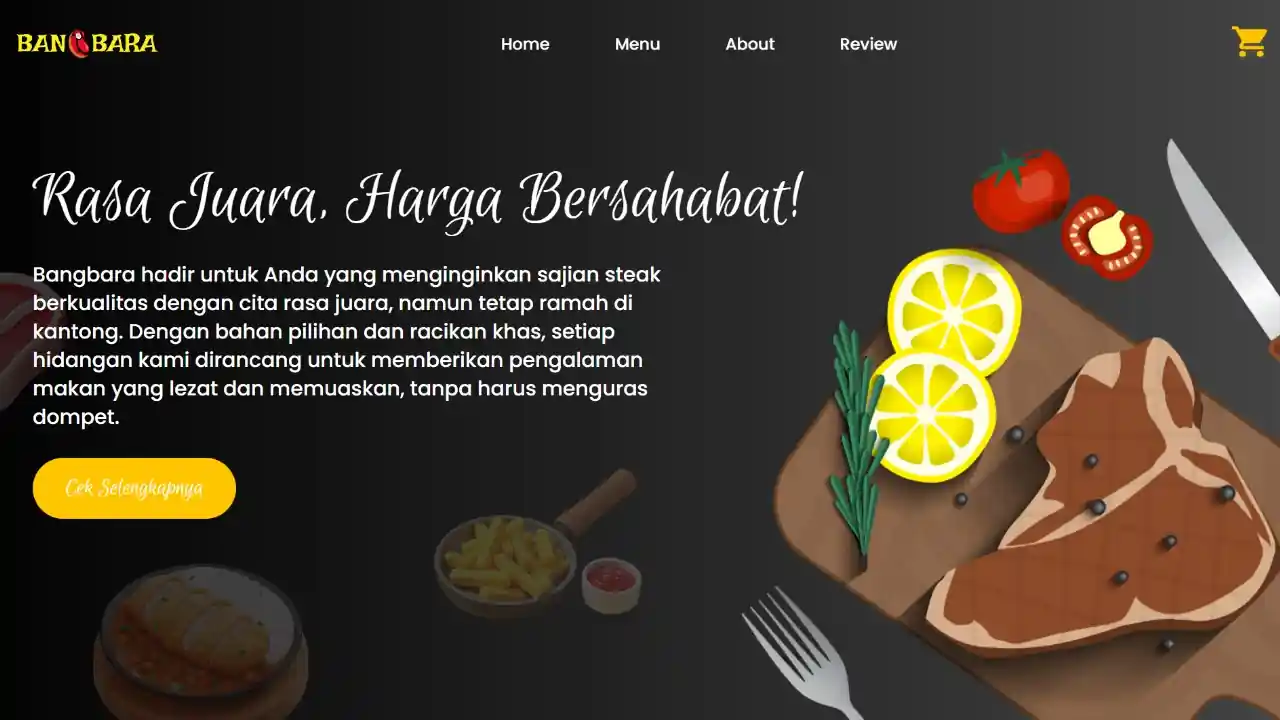 BANGBARA
Home
Menu
About
Review
Rasa Juara, Harga Bersahabat!
Bangbara hadir untuk Anda yang menginginkan sajian steak
berkualitas dengan cita rasa juara, namun tetap ramah di
kantong. Dengan bahan pilihan dan racikan khas, setiap
hidangan kami dirancang untuk memberikan pengalaman
makan yang lezat dan memuaskan, tanpa harus menguras
dompet.
Cek Selengkapnya